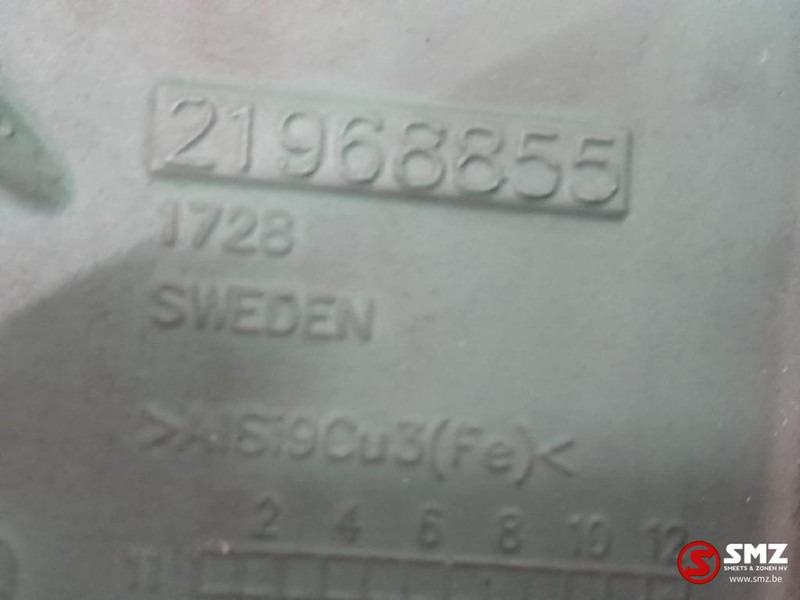 21968855
1728
SWEDEN
>AlSi9Cu3(Fe)<
2 4 6 8 10 12
SMZ
SMEETS & ZONEN NV
www.smz.be